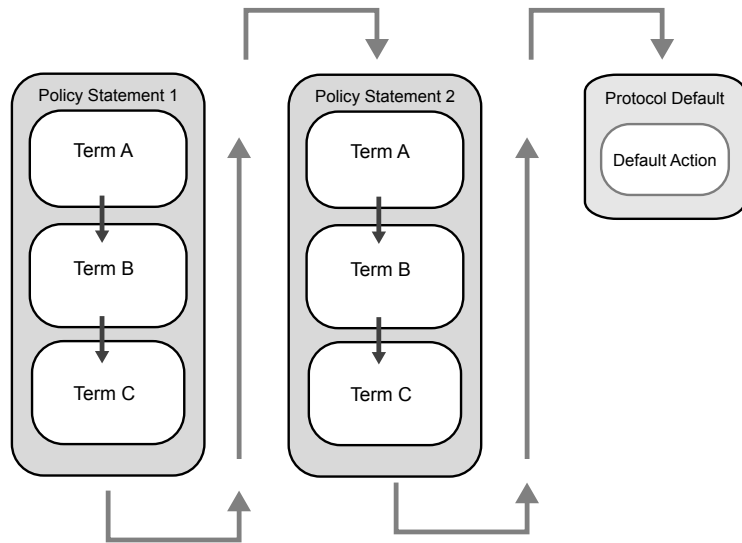 Policy Statement 1
Term A
Term B
Term C
Policy Statement 2
Term A
Term B
Term C
Protocol Default
Default Action